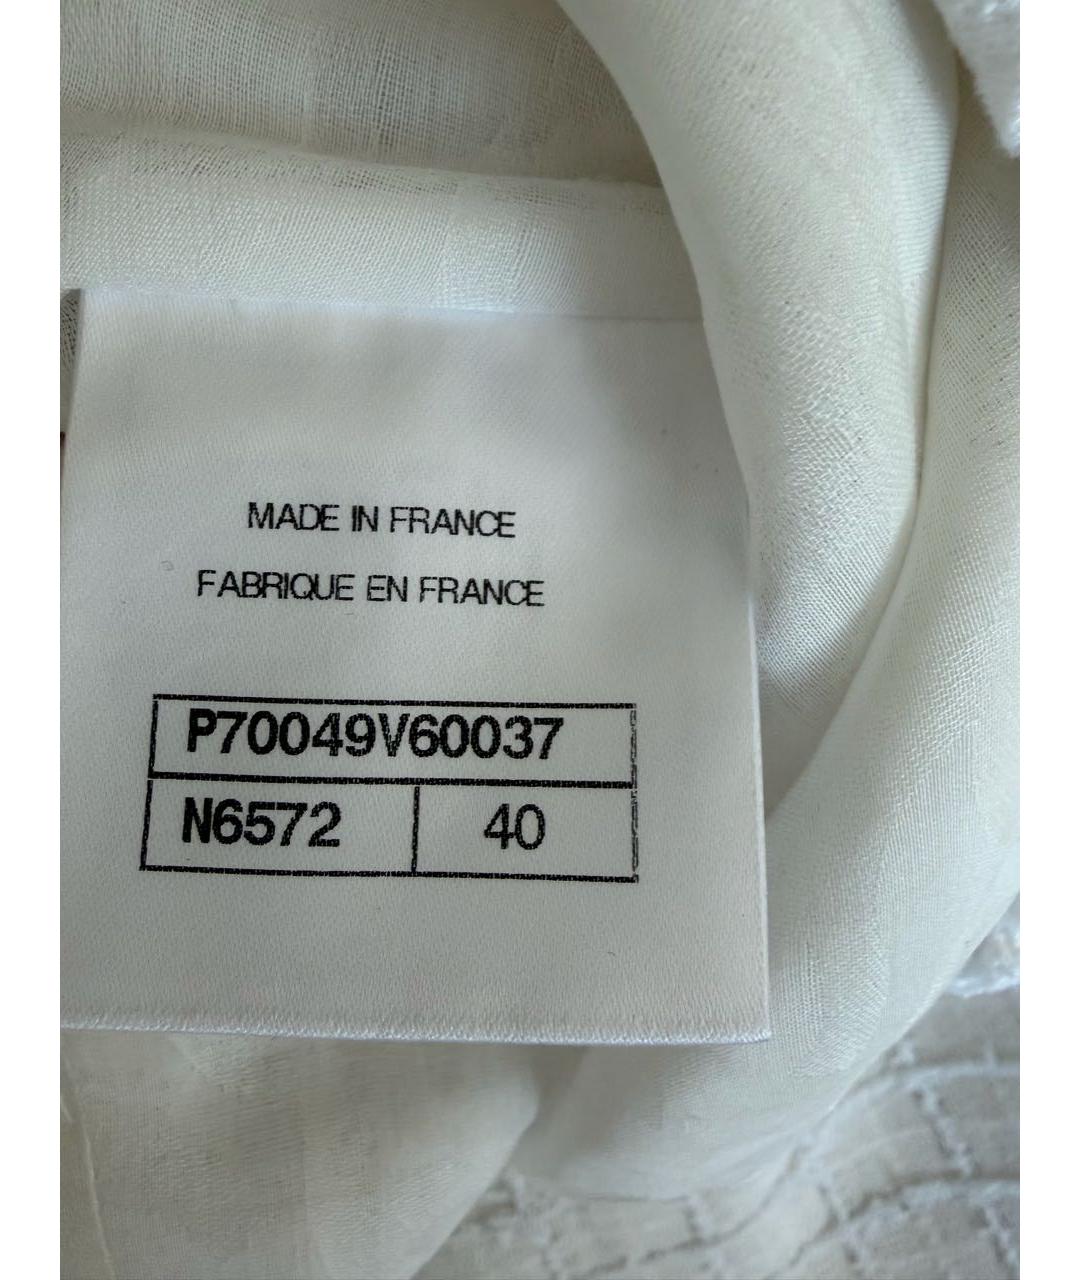 MADE IN FRANCE
FABRIQUE EN FRANCE
P70049V60037
N6572 40